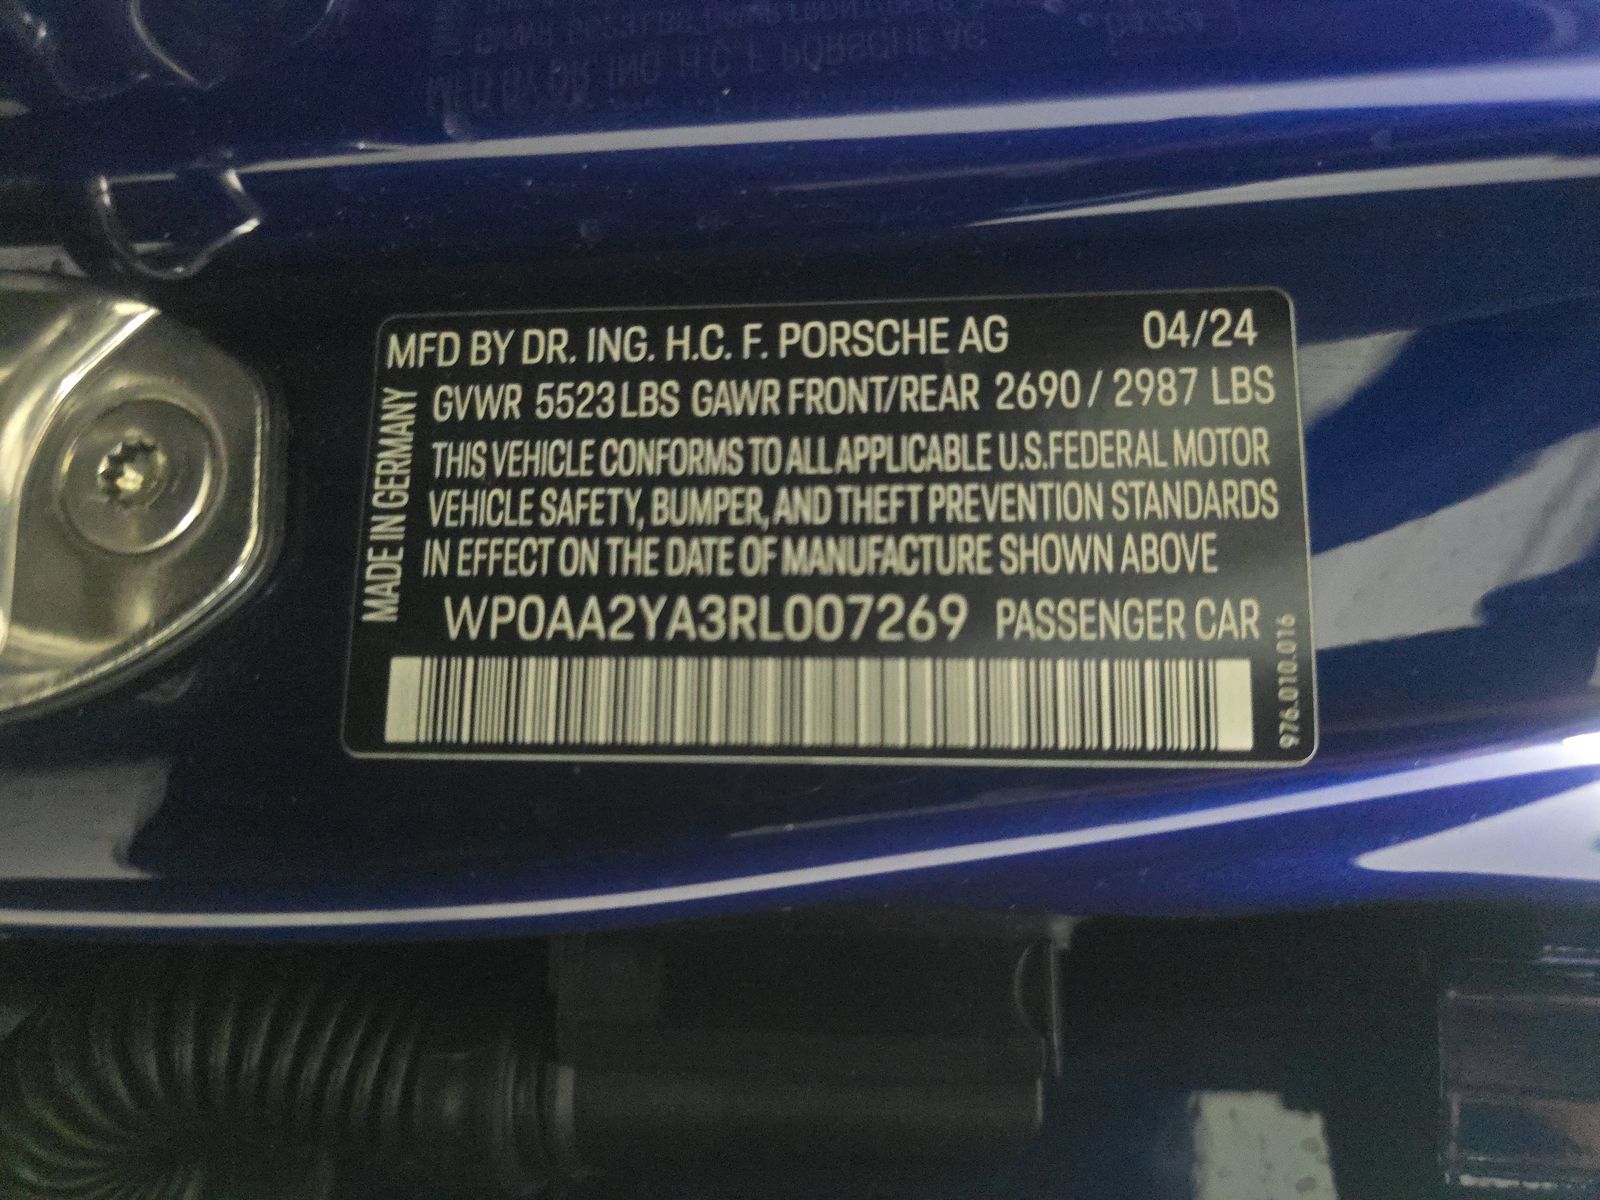 MFD BY DR. ING. H.C. F. PORSCHE AG 04/24
GVWR 5523 LBS GAWR FRONT/REAR 2690 / 2987 LBS
THIS VEHICLE CONFORMS TO ALL APPLICABLE U.S.FEDERAL MOTOR
VEHICLE SAFETY, BUMPER, AND THEFT PREVENTION STANDARDS
IN EFFECT ON THE DATE OF MANUFACTURE SHOWN ABOVE
WP0AA2YA3RL007269 PASSENGER CAR
MADE IN GERMANY
976.010.016